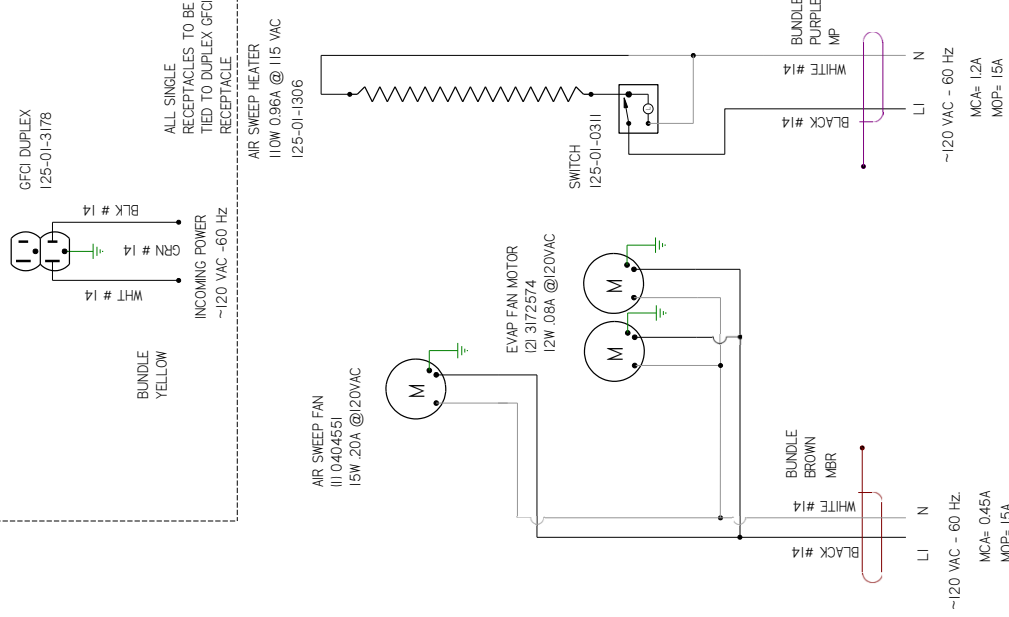 GFCI DUPLEX
125-01-3178
BLK # 14
GRN # 14
WHT # 14
INCOMING POWER
~120 VAC -60 Hz
BUNDLE
YELLOW
ALL SINGLE
RECEPTACLES TO BE
TIED TO DUPLEX GFCI
RECEPTACLE
AIR SWEEP HEATER
110W 0.96A @ 115 VAC
125-01-1306
SWITCH
125-01-0311
BUNDLE
PURPLE
MP
WHITE #14
BLACK #14
N
L1
~120 VAC - 60 Hz
MCA= 1.2A
MOP= 15A
EVAP FAN MOTOR
(2) 3172574
12W .08A @120VAC
M
M
AIR SWEEP FAN
(1) 0404551
15W .20A @120VAC
M
BUNDLE
BROWN
MBR
WHITE #14
BLACK #14
N
L1
~120 VAC - 60 Hz.
MCA= 0.45A
MOP= 15A